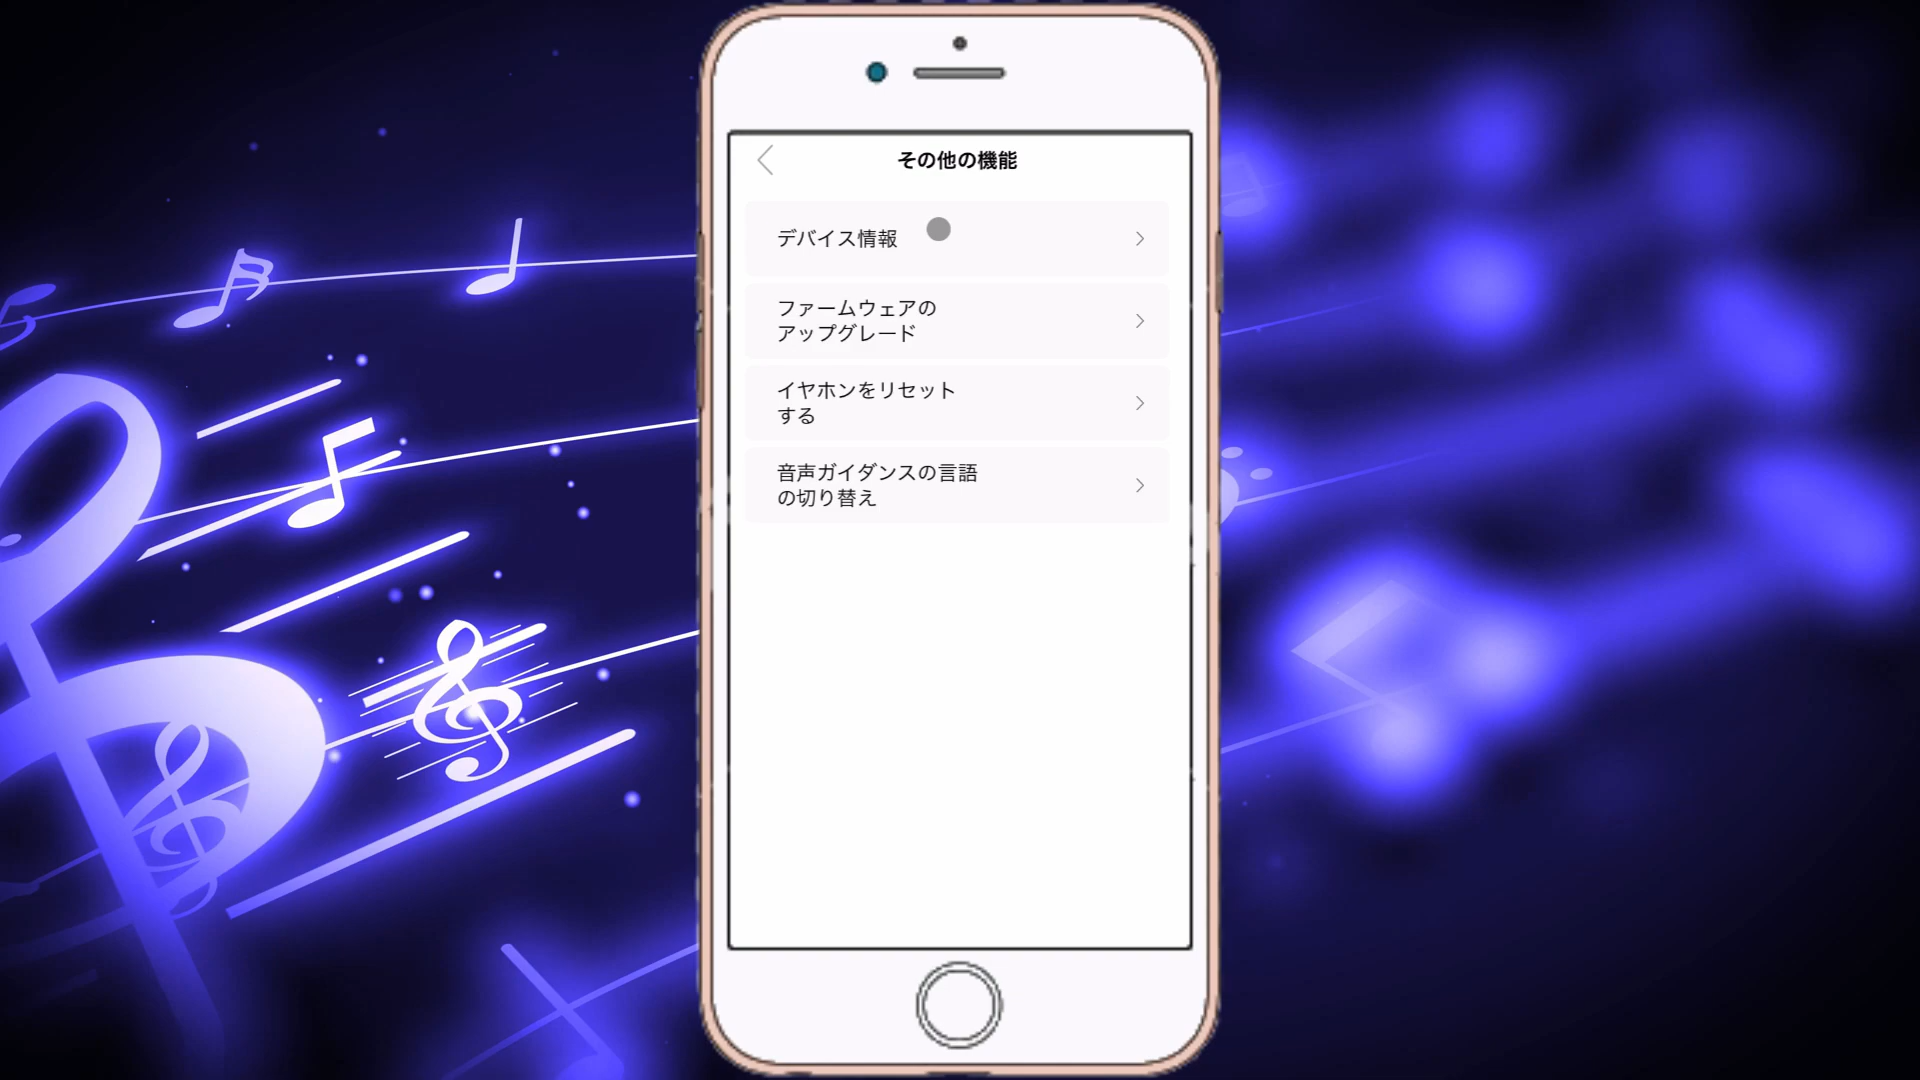 その他の機能
デバイス情報
ファームウェアの
アップグレード
イヤホンをリセット
する
音声ガイダンスの言語
の切り替え